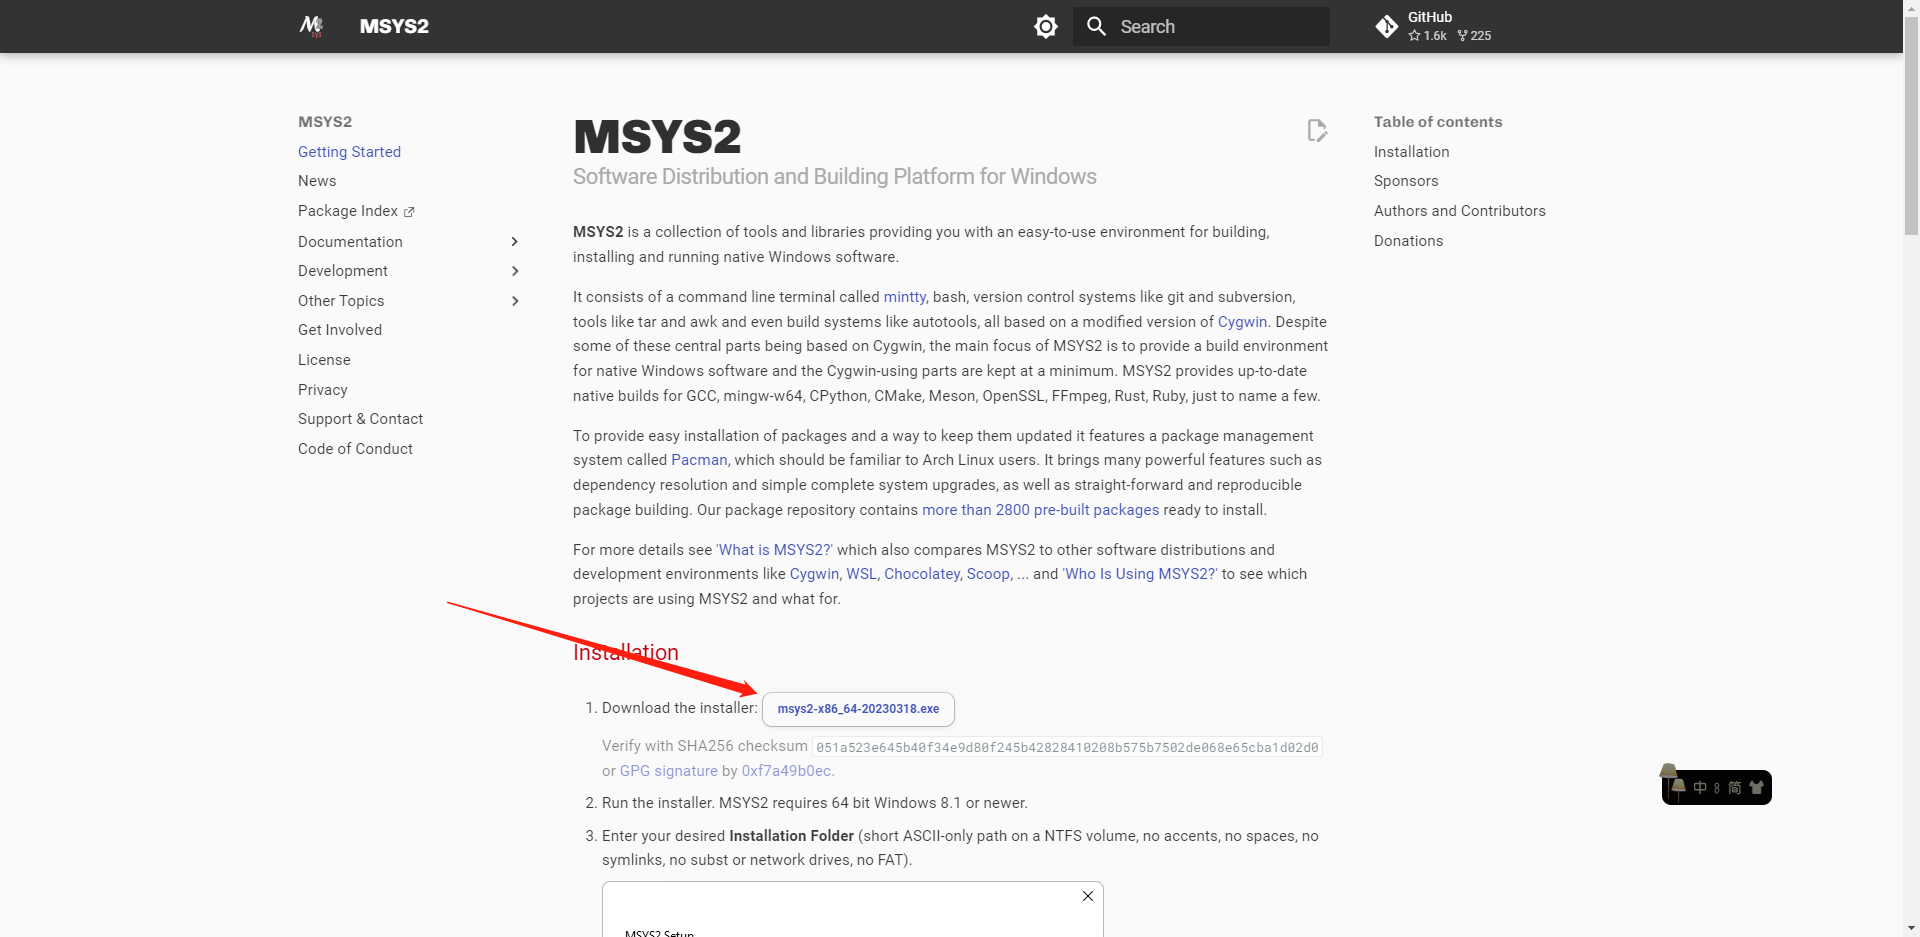 MSYS2
Search
GitHub
1.6k 225
MSYS2
Getting Started
News
Package Index
Documentation
Development
Other Topics
Get Involved
License
Privacy
Support & Contact
Code of Conduct
MSYS2
Software Distribution and Building Platform for Windows
MSYS2 is a collection of tools and libraries providing you with an easy-to-use environment for building,
installing and running native Windows software.
It consists of a command line terminal called mintty, bash, version control systems like git and subversion,
tools like tar and awk and even build systems like autotools, all based on a modified version of Cygwin. Despite
some of these central parts being based on Cygwin, the main focus of MSYS2 is to provide a build environment
for native Windows software and the Cygwin-using parts are kept at a minimum. MSYS2 provides up-to-date
native builds for GCC, mingw-w64, CPython, CMake, Meson, OpenSSL, FFmpeg, Rust, Ruby, just to name a few.
To provide easy installation of packages and a way to keep them updated it features a package management
system called Pacman, which should be familiar to Arch Linux users. It brings many powerful features such as
dependency resolution and simple complete system upgrades, as well as straight-forward and reproducible
package building. Our package repository contains more than 2800 pre-built packages ready to install.
For more details see 'What is MSYS2?' which also compares MSYS2 to other software distributions and
development environments like Cygwin, WSL, Chocolatey, Scoop, ... and 'Who Is Using MSYS2?' to see which
projects are using MSYS2 and what for.
Installation
1. Download the installer: msys2-x86_64-20230318.exe
Verify with SHA256 checksum 051a523e645b40f34e9d80f245b42828410208b575b7502de068e65cba1d02d0
or GPG signature by 0xf7a49b0ec.
2. Run the installer. MSYS2 requires 64 bit Windows 8.1 or newer.
3. Enter your desired Installation Folder (short ASCII-only path on a NTFS volume, no accents, no spaces, no
symlinks, no subst or network drives, no FAT).
MSYS2 Setup
Table of contents
Installation
Sponsors
Authors and Contributors
Donations
中 简